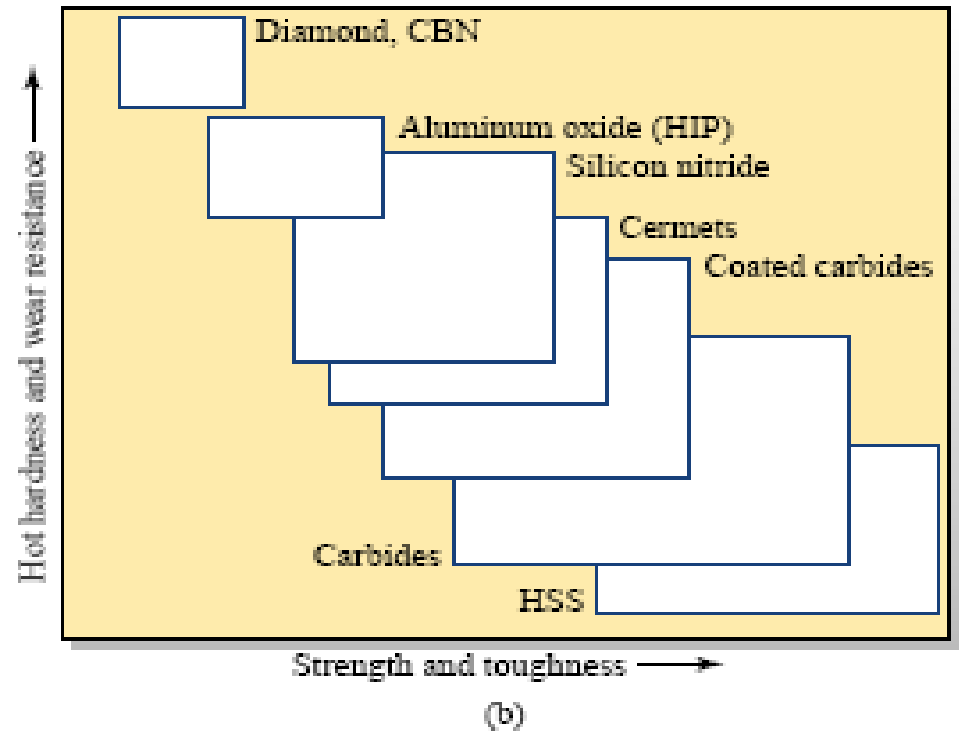 Diamond, CBN
Aluminum oxide (HIP)
Silicon nitride
Cermets
Coated carbides
Carbides
HSS
Hot hardness and wear resistance
Strength and toughness
(b)